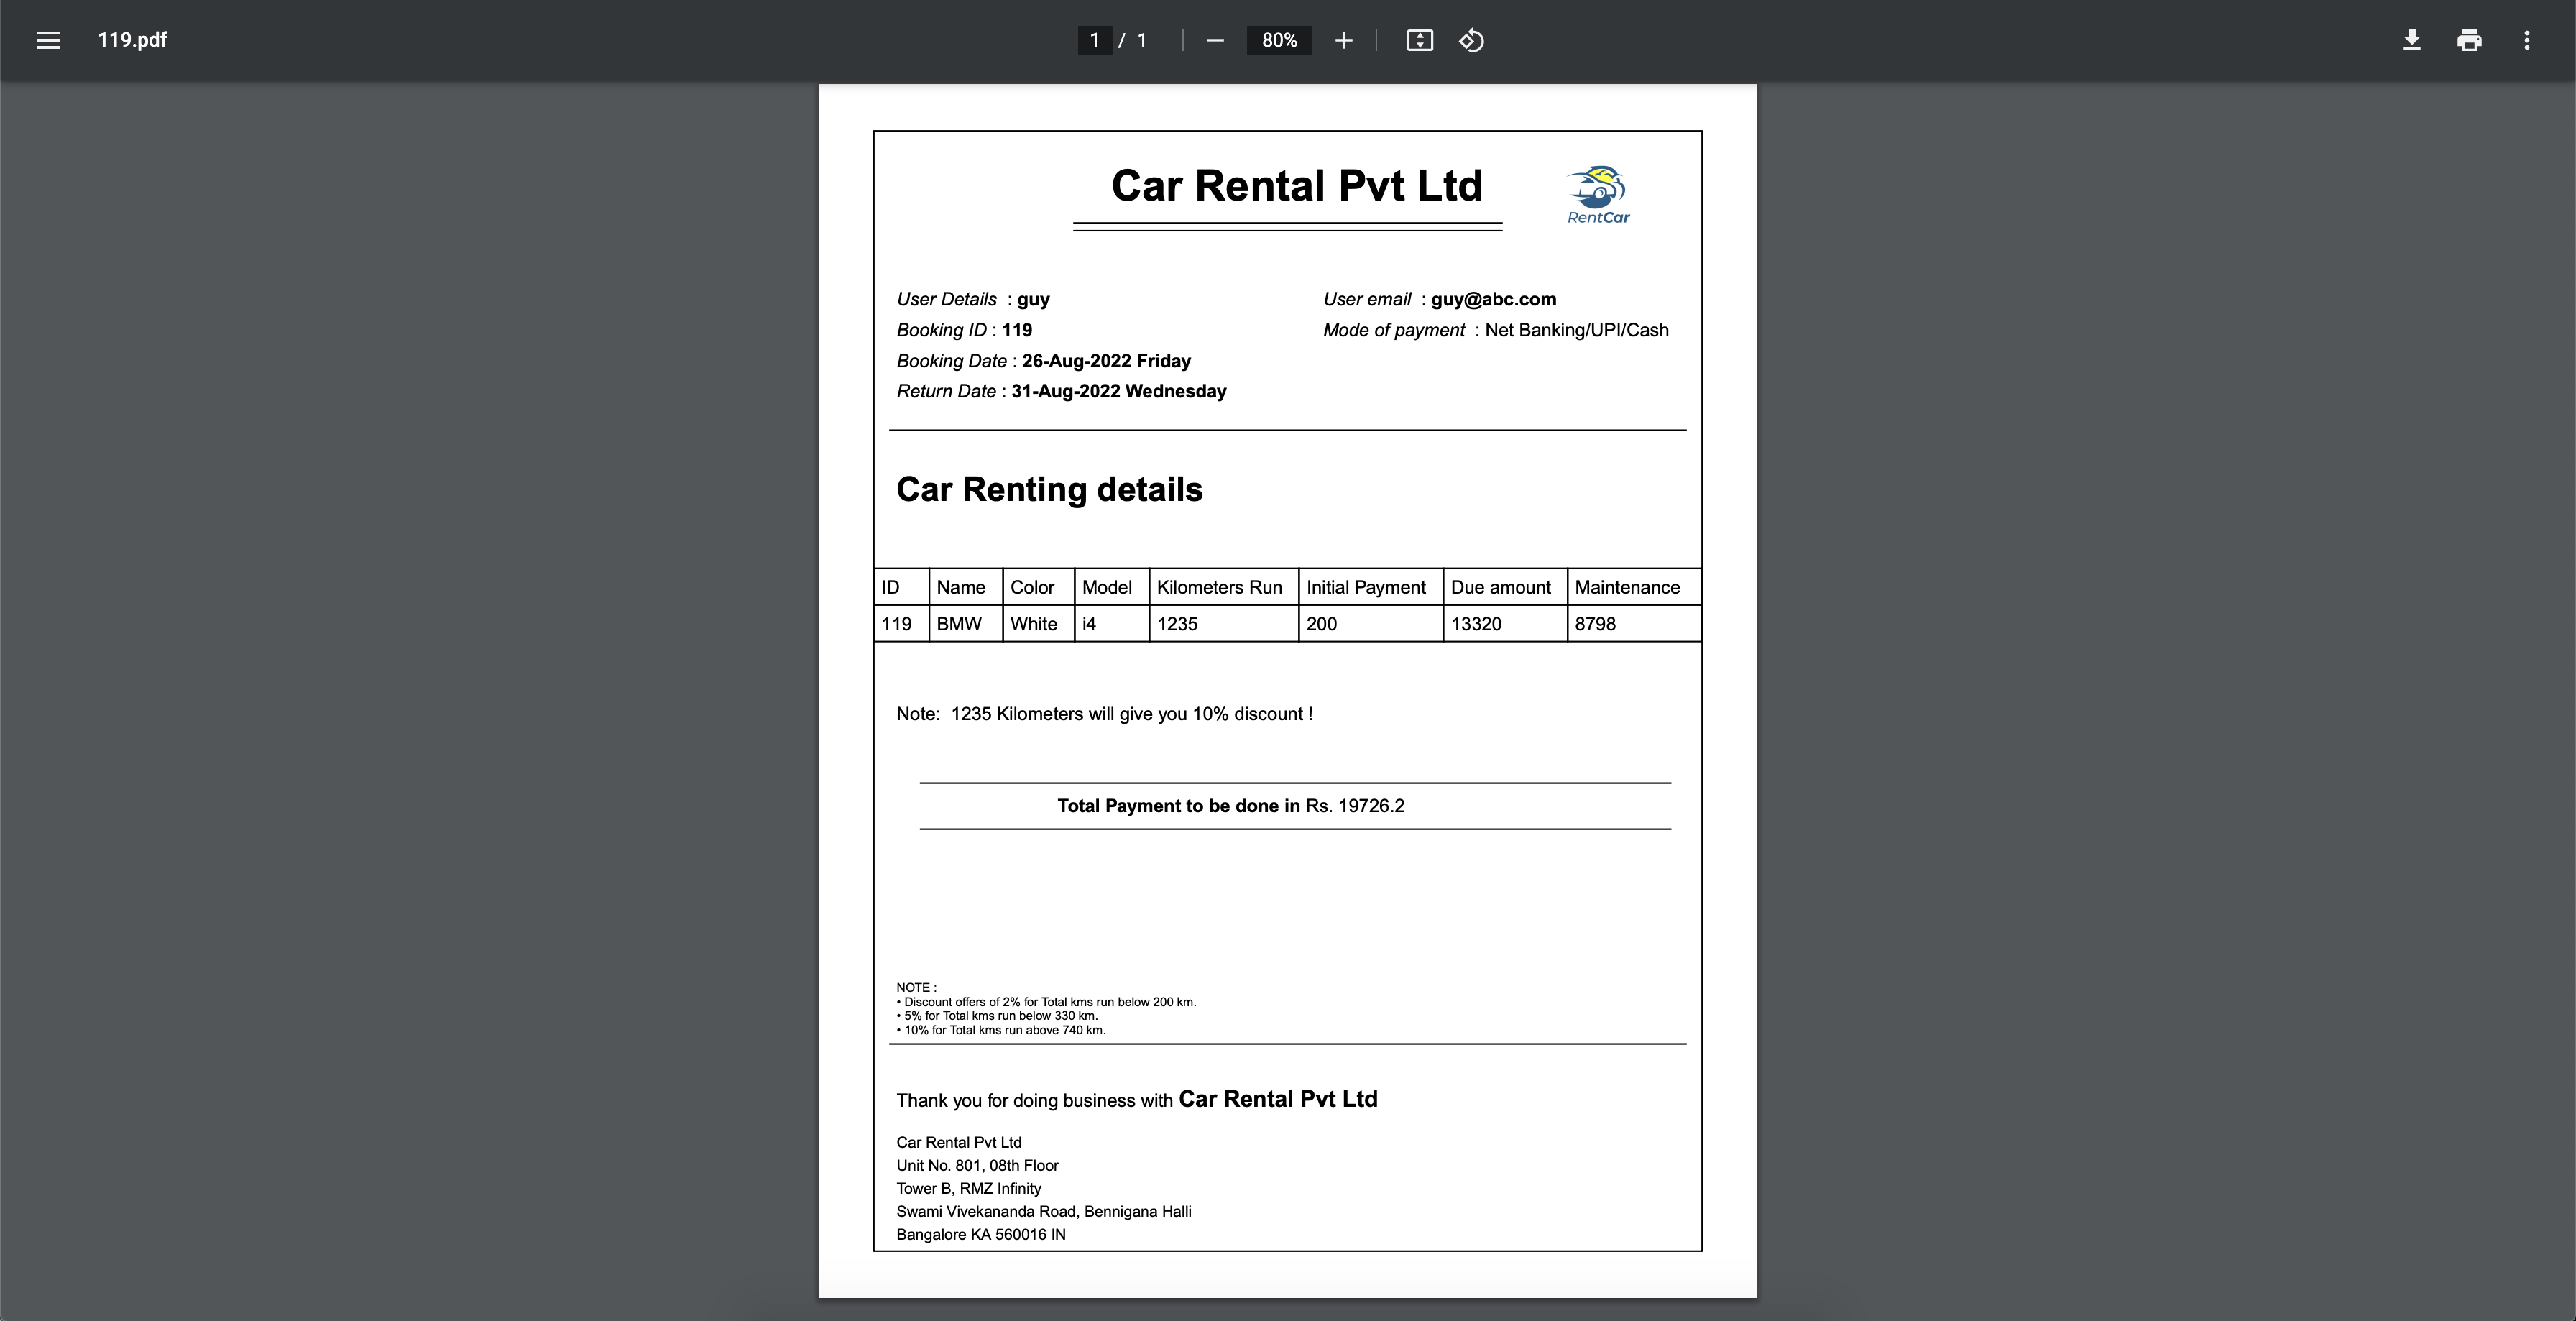 119.pdf
1 / 1
80%
Car Rental Pvt Ltd
RentCar
User Details : guy
User email : guy@abc.com
Booking ID : 119
Mode of payment : Net Banking/UPI/Cash
Booking Date : 26-Aug-2022 Friday
Return Date : 31-Aug-2022 Wednesday
Car Renting details
ID Name Color Model Kilometers Run Initial Payment Due amount Maintenance
119 BMW White i4 1235 200 13320 8798
Note: 1235 Kilometers will give you 10% discount !
Total Payment to be done in Rs. 19726.2
NOTE :
• Discount offers of 2% for Total kms run below 200 km.
• 5% for Total kms run below 330 km.
• 10% for Total kms run above 740 km.
Thank you for doing business with Car Rental Pvt Ltd
Car Rental Pvt Ltd
Unit No. 801, 08th Floor
Tower B, RMZ Infinity
Swami Vivekananda Road, Bennigana Halli
Bangalore KA 560016 IN